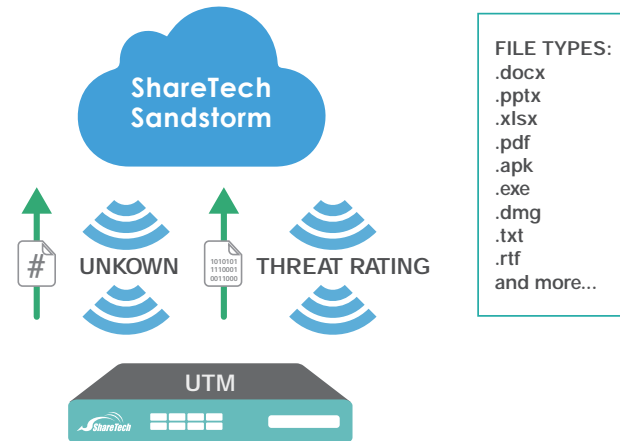 ShareTech
Sandstorm
#
UNKOWN
1010101
1110001
0011000
THREAT RATING
UTM
ShareTech
FILE TYPES:
.docx
.pptx
.xlsx
.pdf
.apk
.exe
.dmg
.txt
.rtf
and more...